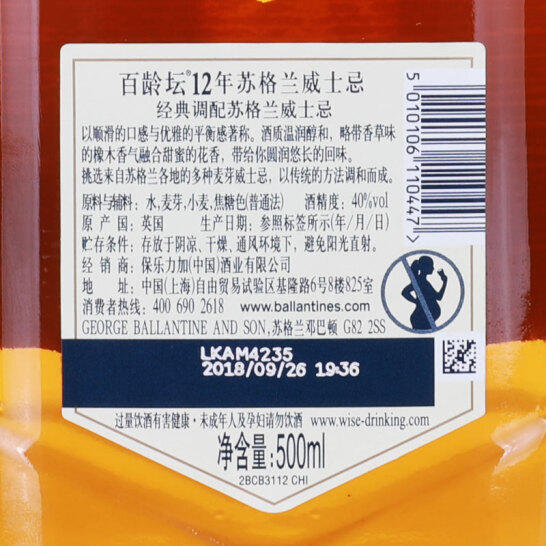 百龄坛®12年苏格兰威士忌
经典调配苏格兰威士忌
以顺滑的口感与优雅的平衡感著称。酒质温润醇和，略带香草味
的橡木香气融合甜蜜的花香，带给你圆润悠长的回味。
挑选来自苏格兰各地的多种麦芽威士忌，以传统的方法调和而成。
原料与辅料：水,麦芽,小麦,焦糖色(普通法) 酒精度：40%vol
原产国：英国 生产日期：参照标签所示(年/月/日)
贮存条件：存放于阴凉、干燥、通风环境下，避免阳光直射。
经销商：保乐力加(中国)酒业有限公司
地址：中国(上海)自由贸易试验区基隆路6号8楼825室
消费者热线：400 690 2618 www.ballantines.com
GEORGE BALLANTINE AND SON,苏格兰邓巴顿 G82 2SS
5010106110447
LKAM4235
2018/09/26 19:36
过量饮酒有害健康·未成年人及孕妇请勿饮酒 www.wise-drinking.com
净含量：500ml
2BCB3112 CHI